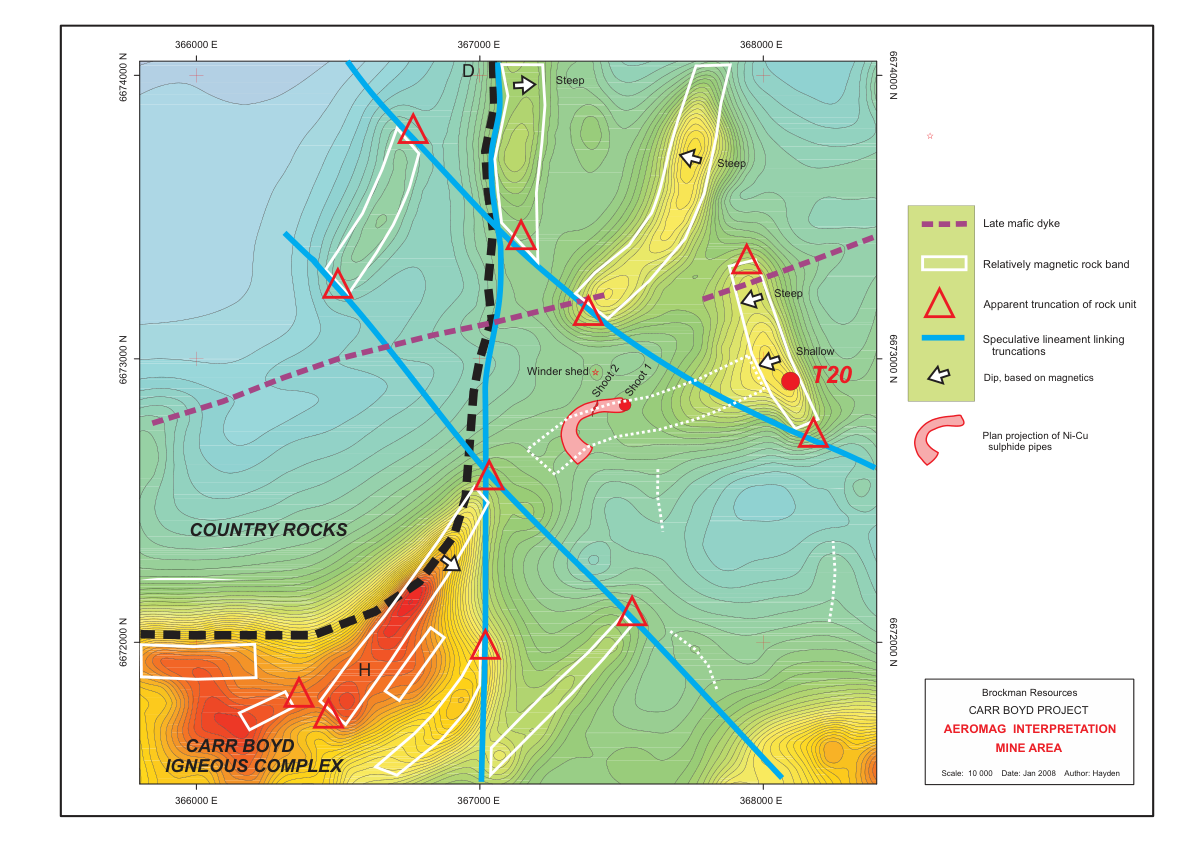 366000 E
367000 E
368000 E
6674000 N
6674000 N
D
Steep
Steep
Late mafic dyke
Relatively magnetic rock band
Steep
Apparent truncation of rock unit
Speculative lineament linking
truncations
6673000 N
6673000 N
Shallow
Winder shed
Shoot 2
Shoot 1
T20
Dip, based on magnetics
Plan projection of Ni-Cu
sulphide pipes
COUNTRY ROCKS
6672000 N
6672000 N
H
CARR BOYD
IGNEOUS COMPLEX
Brockman Resources
CARR BOYD PROJECT
AEROMAG INTERPRETATION
MINE AREA
Scale: 10 000 Date: Jan 2008 Author: Hayden
366000 E
367000 E
368000 E